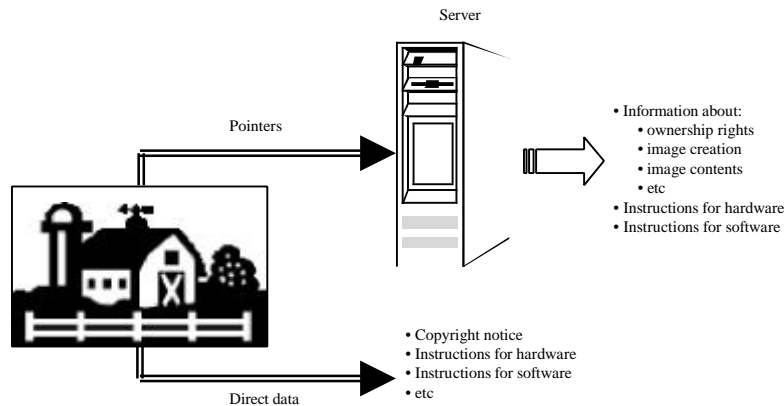 Server
Pointers
• Information about:
• ownership rights
• image creation
• image contents
• etc
• Instructions for hardware
• Instructions for software
• Copyright notice
• Instructions for hardware
• Instructions for software
• etc
Direct data